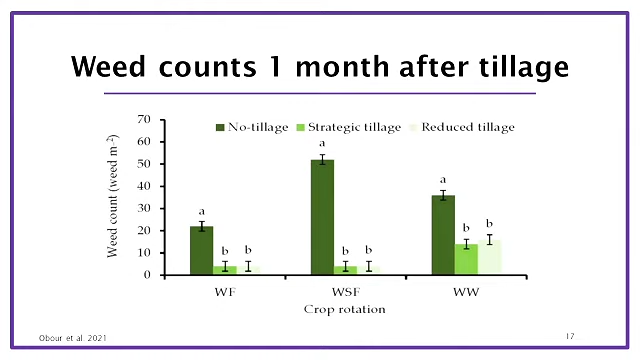 Weed counts 1 month after tillage
No-tillage Strategic tillage Reduced tillage
Weed count (weed m-2)
70
60
50
40
30
20
10
0
a
b
b
a
b
b
a
b
b
WF WSF WW
Crop rotation
Obour et al. 2021
17